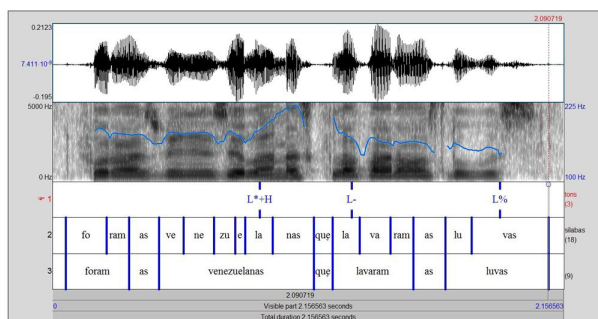 2.090719
0.2123
7.411·10⁻⁶
-0.195
5000 Hz 225 Hz
0 Hz 100 Hz
1 L*+H L- L% tons (3)
2 fo ram as ve ne zu e la nas que la va ram as lu vas sílabas (18)
3 foram as venezuelanas que lavaram as luvas (9)
2.090719
0 Visible part 2.156563 seconds 2.156563
Total duration 2.156563 seconds